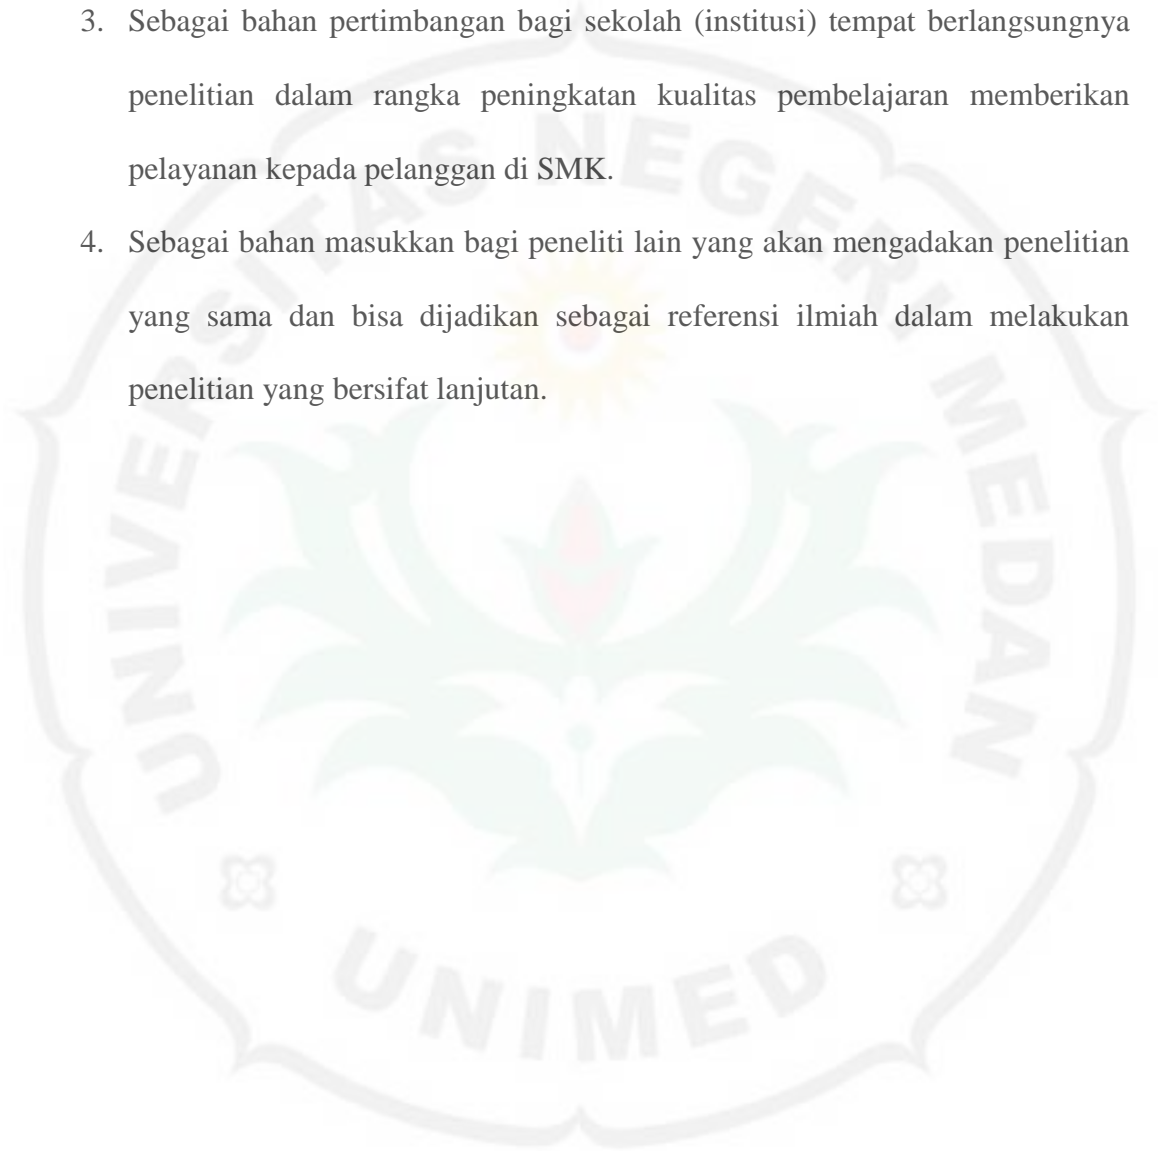 3. Sebagai bahan pertimbangan bagi sekolah (institusi) tempat berlangsungnya
penelitian dalam rangka peningkatan kualitas pembelajaran memberikan
pelayanan kepada pelanggan di SMK.
4. Sebagai bahan masukkan bagi peneliti lain yang akan mengadakan penelitian
yang sama dan bisa dijadikan sebagai referensi ilmiah dalam melakukan
penelitian yang bersifat lanjutan.
UNIVERSITAS NEGERI MEDAN
UNIMED